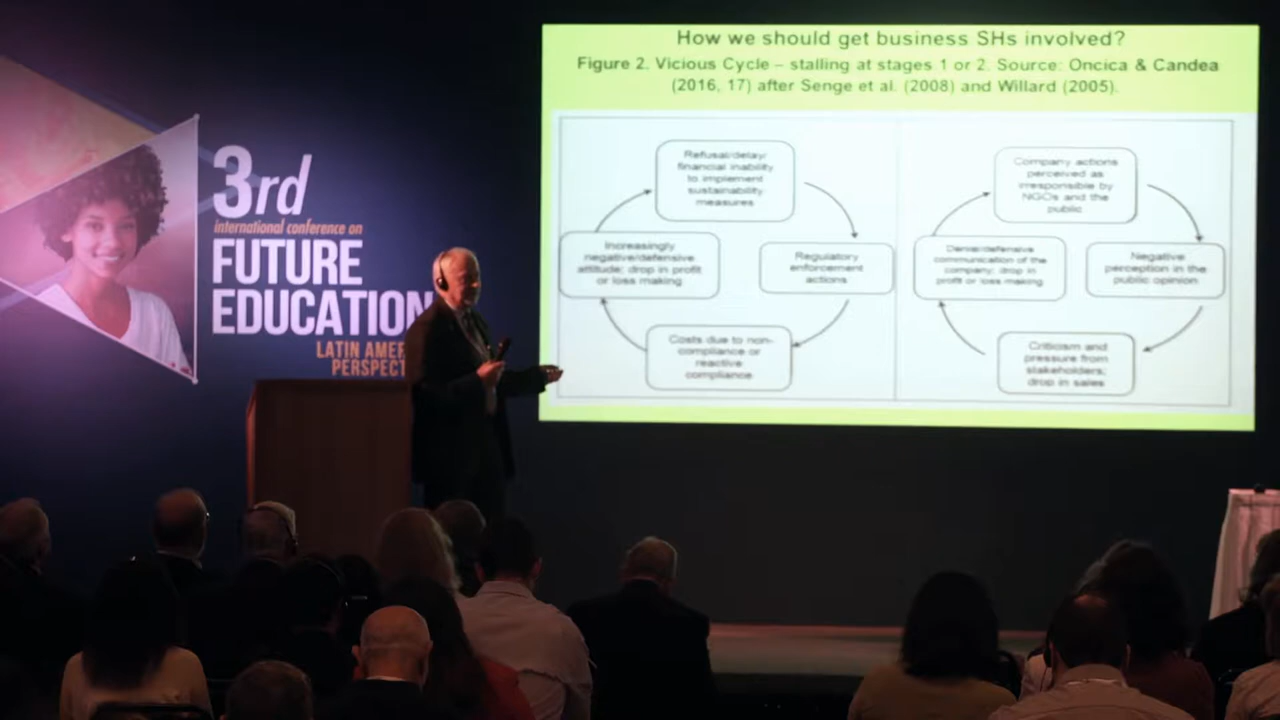 3rd
international conference on
FUTURE
EDUCATION
LATIN AMER
PERSPECT
How we should get business SHs involved?
Figure 2. Vicious Cycle – stalling at stages 1 or 2. Source: Oncica & Candea
(2016, 17) after Senge et al. (2008) and Willard (2005).
Refusal/delay/
financial inability
to implement
sustainability
measures
Increasingly
negative/defensive
attitude; drop in profit
or loss making
Regulatory
enforcement
actions
Costs due to non-
compliance or
reactive
compliance
Company actions
perceived as
irresponsible by
NGOs and the
public
Denial/defensive
communication of the
company; drop in
profit or loss making
Negative
perception in the
public opinion
Criticism and
pressure from
stakeholders;
drop in sales